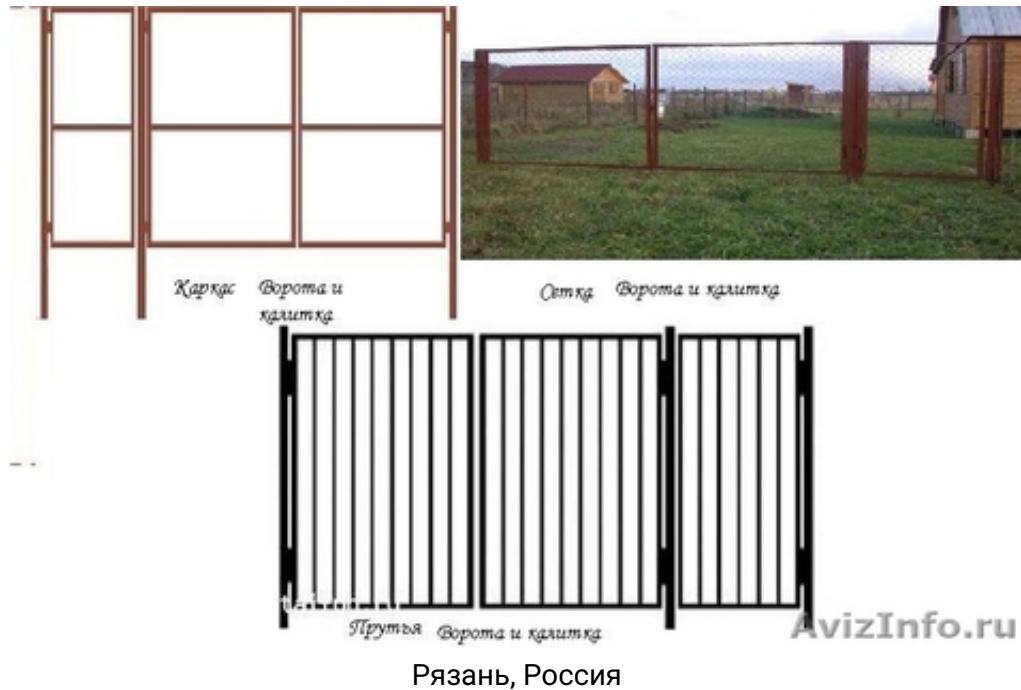 Каркас Ворота и
калитка
Сетка Ворота и калитка
Прутья Ворота и калитка
AvizInfo.ru
Рязань, Россия